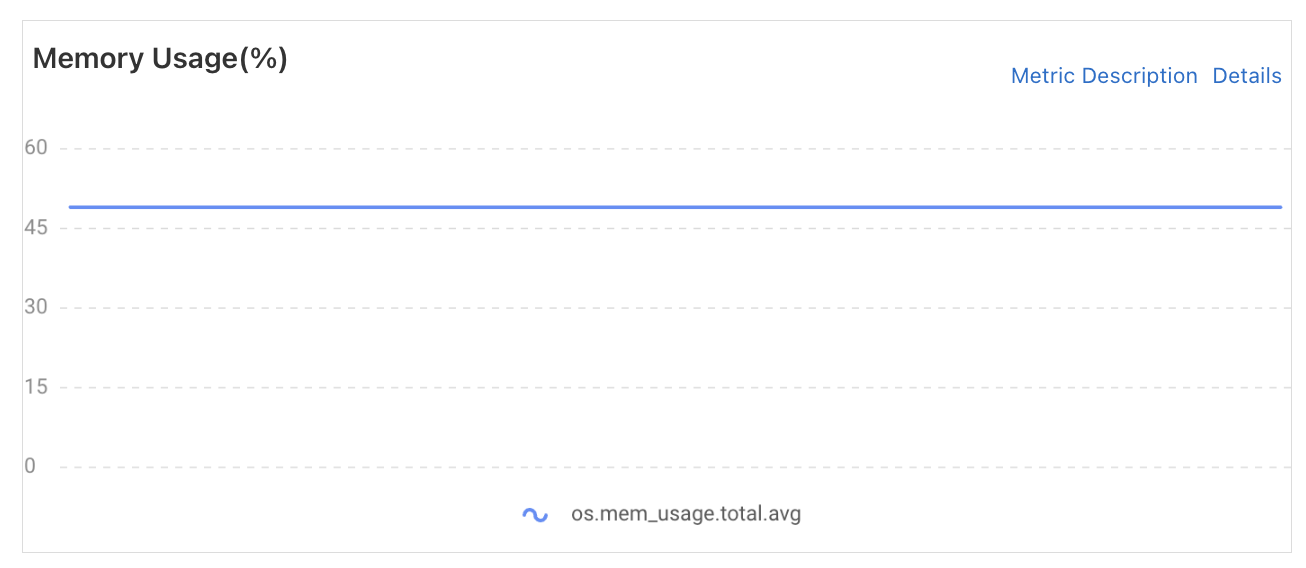 Memory Usage(%)
Metric Description Details
60
45
30
15
0
os.mem_usage.total.avg